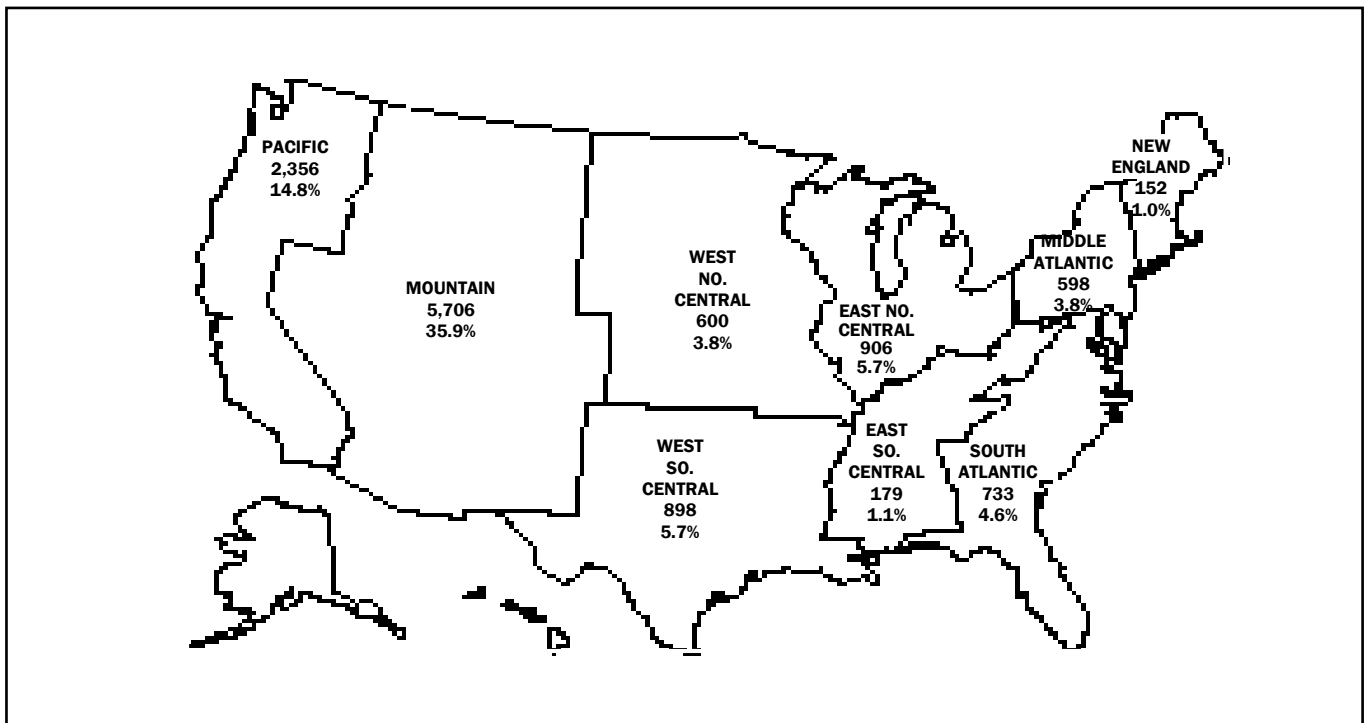 PACIFIC
2,356
14.8%
MOUNTAIN
5,706
35.9%
WEST
NO.
CENTRAL
600
3.8%
WEST
SO.
CENTRAL
898
5.7%
EAST NO.
CENTRAL
906
5.7%
EAST
SO.
CENTRAL
179
1.1%
SOUTH
ATLANTIC
733
4.6%
MIDDLE
ATLANTIC
598
3.8%
NEW
ENGLAND
152
1.0%